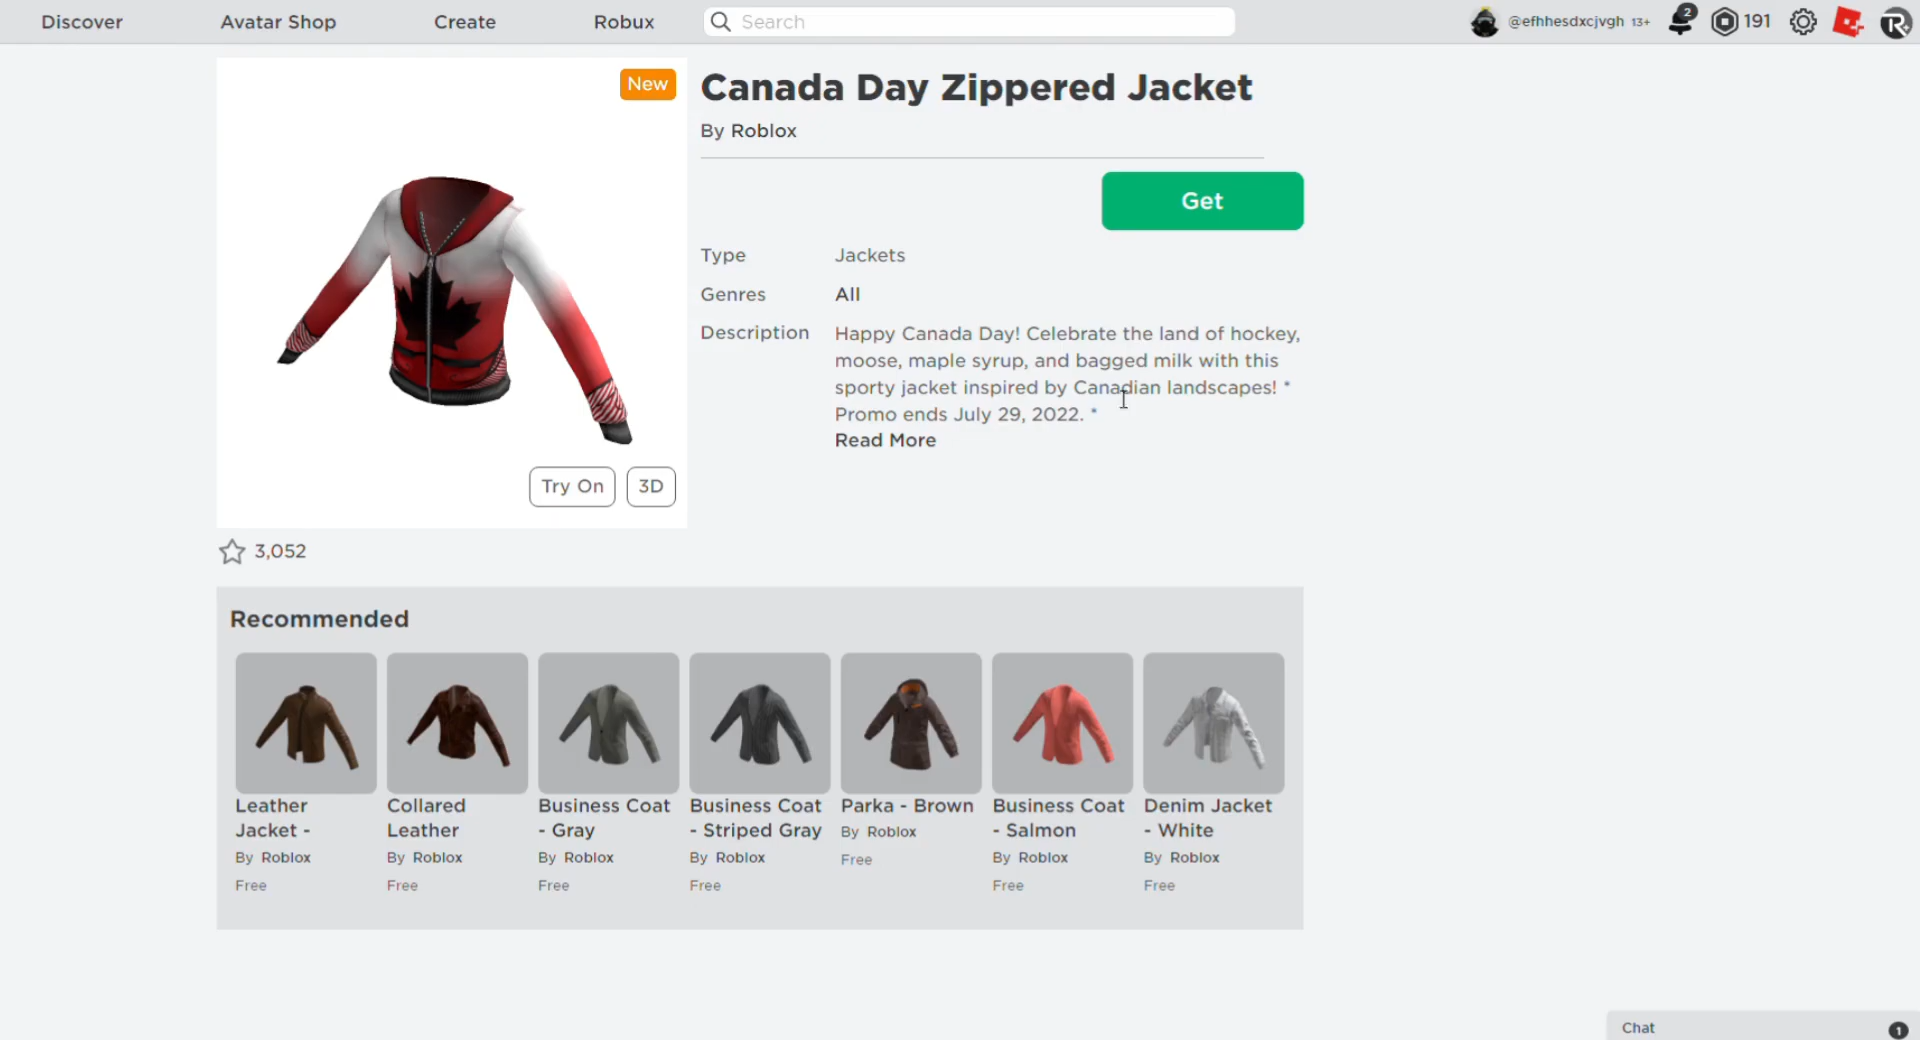 Discover
Avatar Shop
Create
Robux
Search
@efhhesdxcjvgh 13+
2
191
New
Canada Day Zippered Jacket
By Roblox
Get
Type Jackets
Genres All
Description Happy Canada Day! Celebrate the land of hockey,
moose, maple syrup, and bagged milk with this
sporty jacket inspired by Canadian landscapes! *
Promo ends July 29, 2022. *
Read More
Try On
3D
3,052
Recommended
Leather
Jacket -
By Roblox
Free
Collared
Leather
By Roblox
Free
Business Coat
- Gray
By Roblox
Free
Business Coat
- Striped Gray
By Roblox
Free
Parka - Brown
By Roblox
Free
Business Coat
- Salmon
By Roblox
Free
Denim Jacket
- White
By Roblox
Free
Chat
1